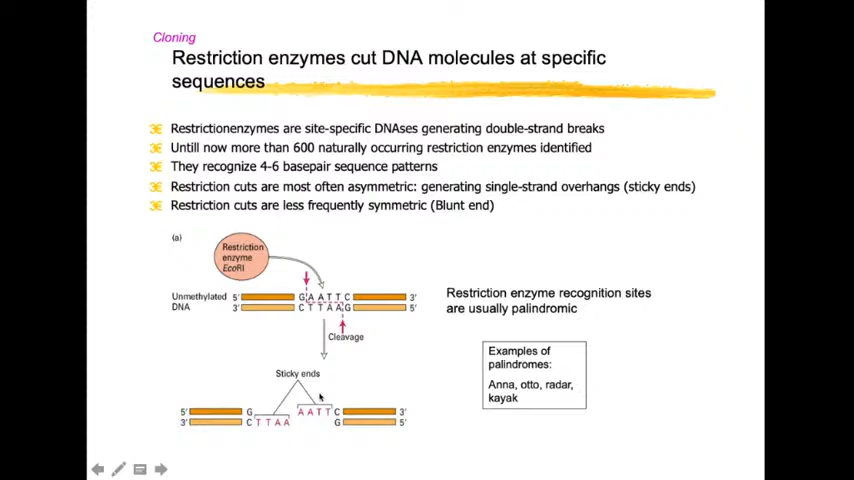 Cloning
Restriction enzymes cut DNA molecules at specific
sequences
Restrictionenzymes are site-specific DNAses generating double-strand breaks
Untill now more than 600 naturally occurring restriction enzymes identified
They recognize 4-6 basepair sequence patterns
Restriction cuts are most often asymmetric: generating single-strand overhangs (sticky ends)
Restriction cuts are less frequently symmetric (Blunt end)
(a)
Restriction
enzyme
EcoRI
Unmethylated 5' G A A T T C 3'
DNA 3' C T T A A G 5'
Cleavage
Sticky ends
5' G A A T T C 3'
3' C T T A A G 5'
Restriction enzyme recognition sites
are usually palindromic
Examples of
palindromes:
Anna, otto, radar,
kayak